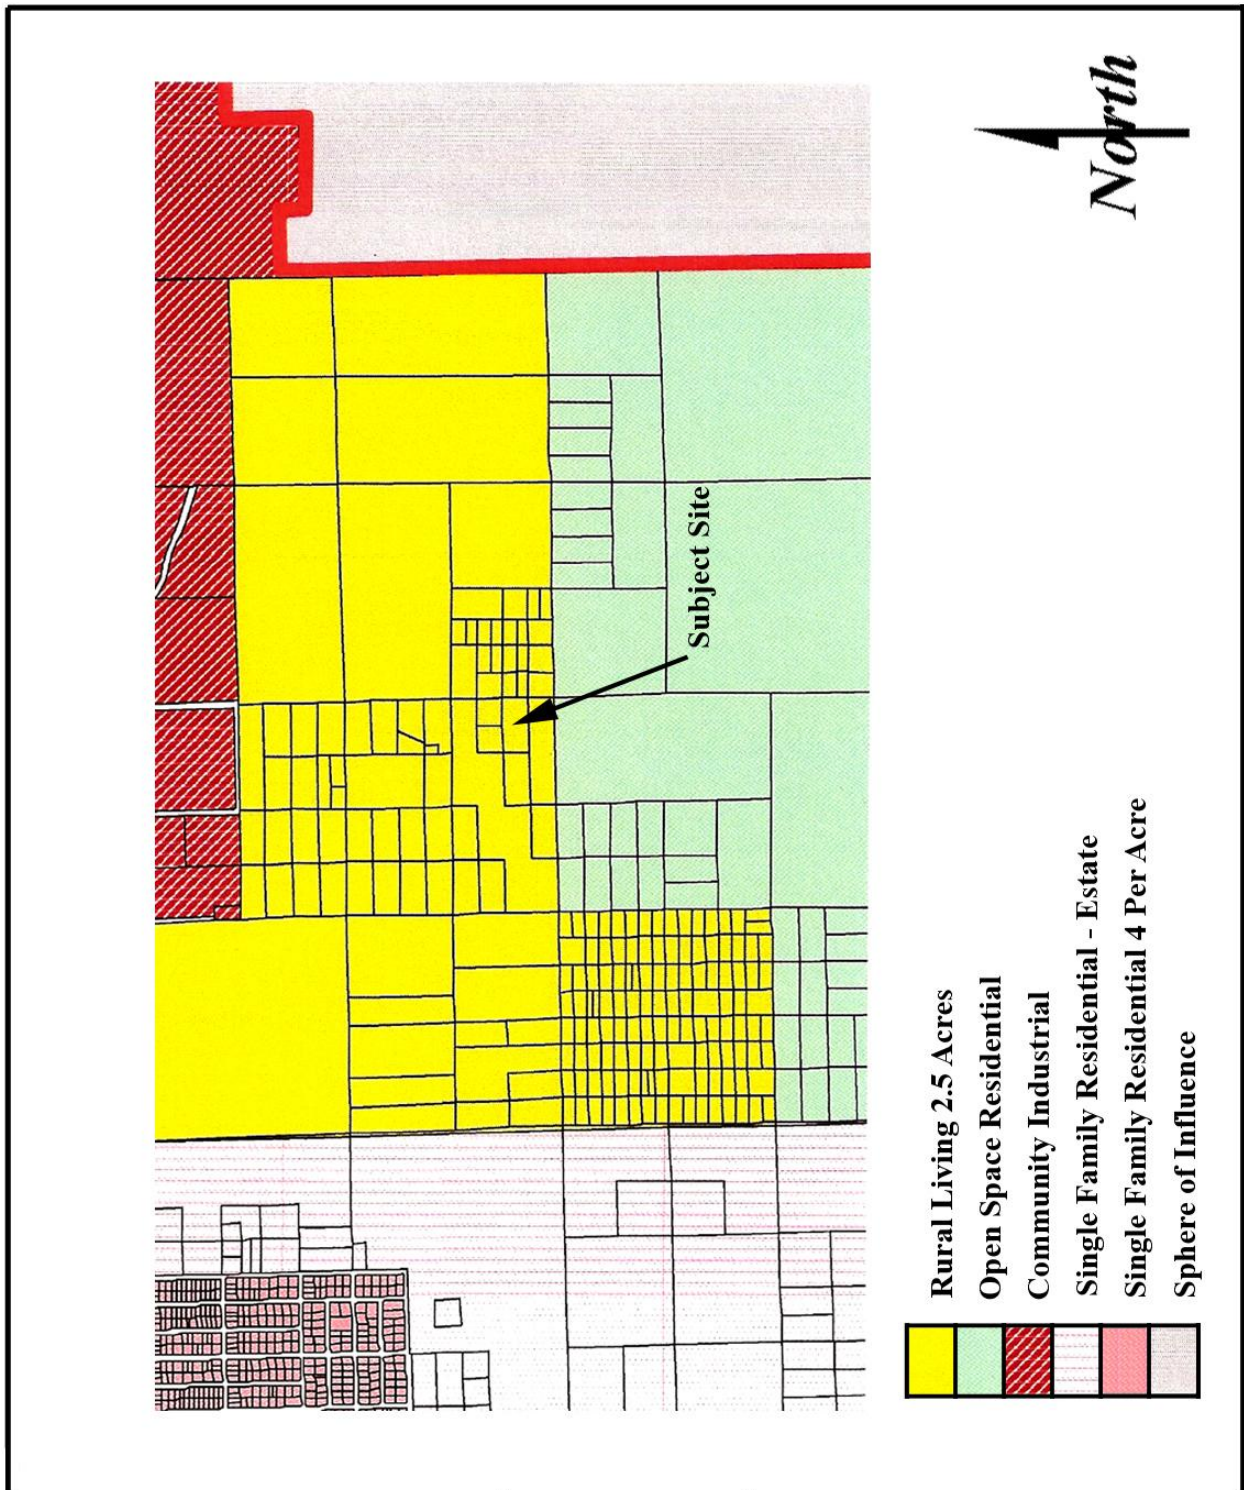 North
Subject Site
Rural Living 2.5 Acres
Open Space Residential
Community Industrial
Single Family Residential - Estate
Single Family Residential 4 Per Acre
Sphere of Influence